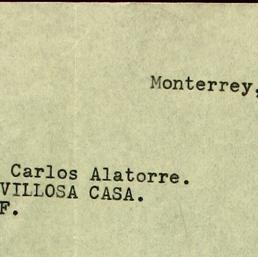 Monterrey,
Carlos Alatorre.
VILLOSA CASA.
F.